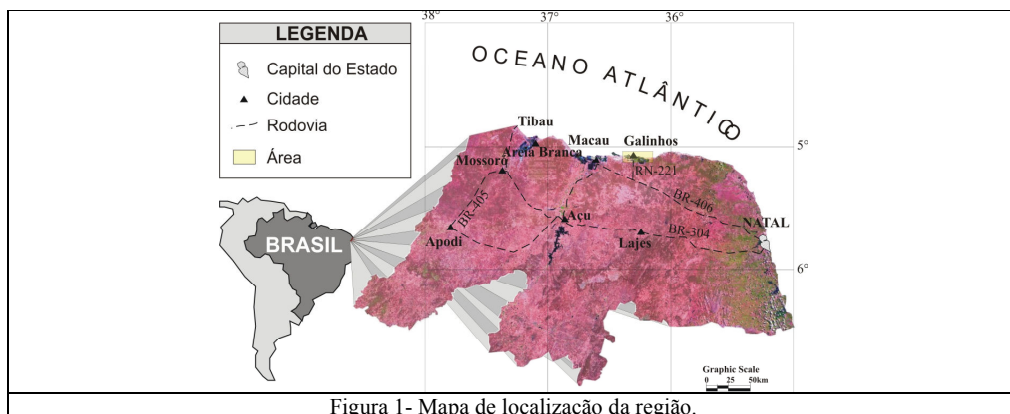 LEGENDA
Capital do Estado
Cidade
Rodovia
Área
38°
37°
36°
OCEANO ATLÂNTICO
Tibau
Areia Branca
Macau
Galinhos
5°
Mossoró
RN-221
BR-405
BR-406
NATAL
Açu
BR-304
Apodi
Lajes
BRASIL
6°
Graphic Scale
0 25 50km
Figura 1- Mapa de localização da região.